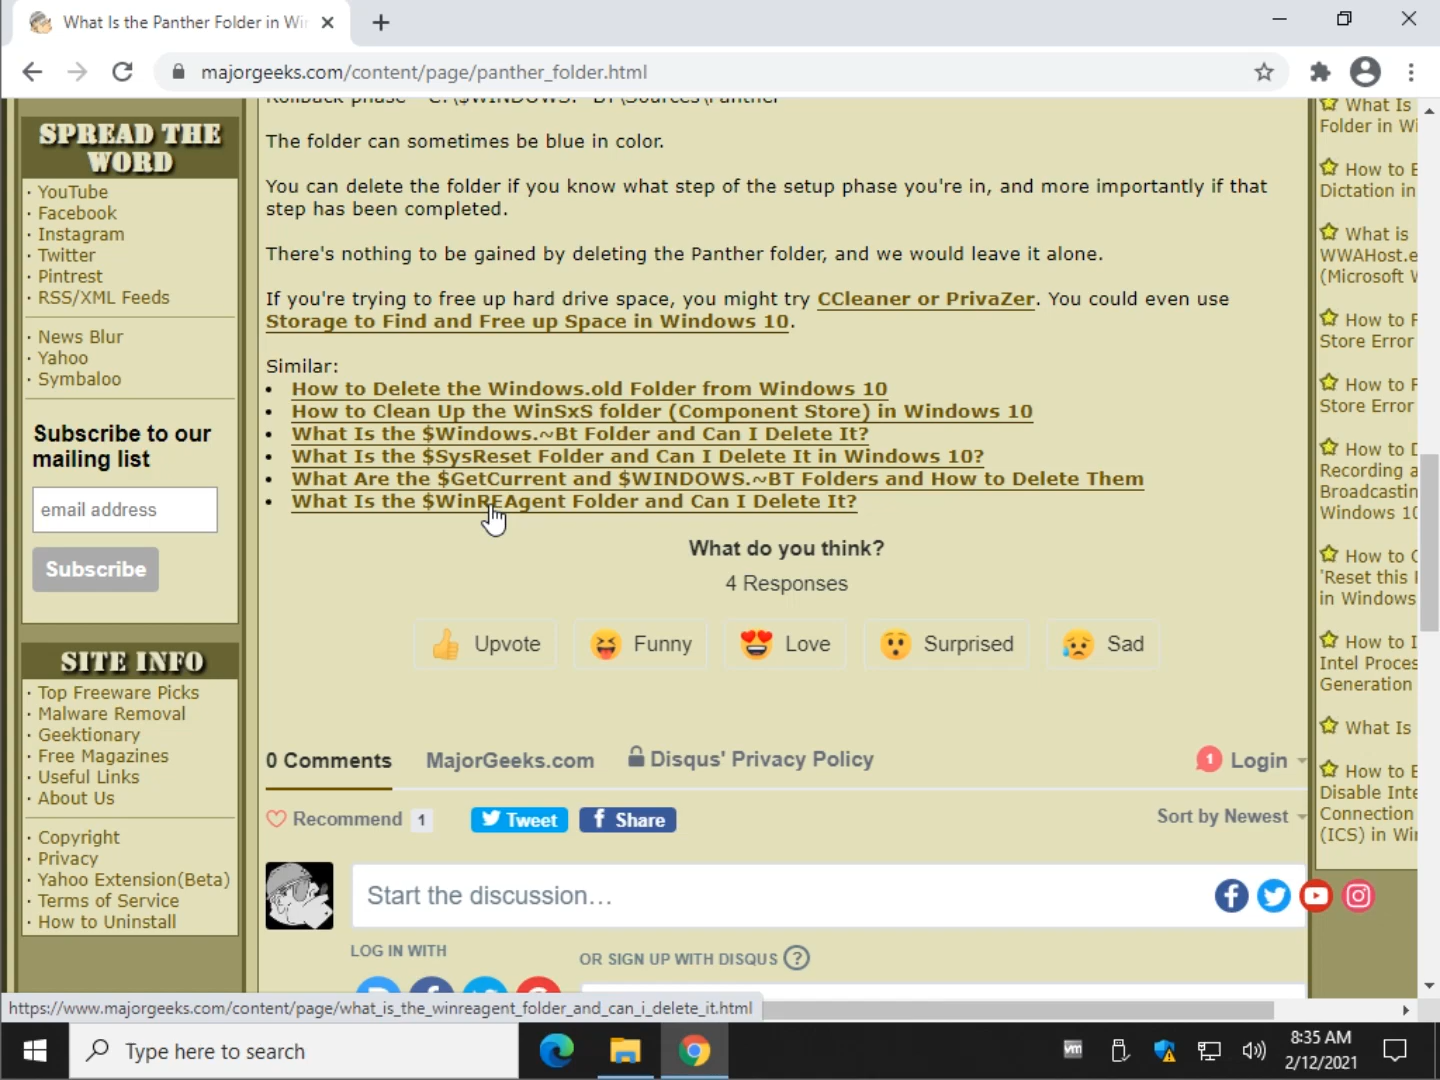 What Is the Panther Folder in Wi
majorgeeks.com/content/page/panther_folder.html
SPREAD THE
WORD
· YouTube
· Facebook
· Instagram
· Twitter
· Pintrest
· RSS/XML Feeds
· News Blur
· Yahoo
· Symbaloo
Subscribe to our
mailing list
email address
Subscribe
SITE INFO
· Top Freeware Picks
· Malware Removal
· Geektionary
· Free Magazines
· Useful Links
· About Us
· Copyright
· Privacy
· Yahoo Extension(Beta)
· Terms of Service
· How to Uninstall
The folder can sometimes be blue in color.
You can delete the folder if you know what step of the setup phase you're in, and more importantly if that
step has been completed.
There's nothing to be gained by deleting the Panther folder, and we would leave it alone.
If you're trying to free up hard drive space, you might try CCleaner or PrivaZer. You could even use
Storage to Find and Free up Space in Windows 10.
Similar:
• How to Delete the Windows.old Folder from Windows 10
• How to Clean Up the WinSxS folder (Component Store) in Windows 10
• What Is the $Windows.~Bt Folder and Can I Delete It?
• What Is the $SysReset Folder and Can I Delete It in Windows 10?
• What Are the $GetCurrent and $WINDOWS.~BT Folders and How to Delete Them
• What Is the $WinREAgent Folder and Can I Delete It?
What do you think?
4 Responses
Upvote
Funny
Love
Surprised
Sad
0 Comments
MajorGeeks.com
Disqus' Privacy Policy
1
Login
Recommend 1
Tweet
f Share
Sort by Newest
Start the discussion…
LOG IN WITH
OR SIGN UP WITH DISQUS ?
What Is
Folder in Wi
How to E
Dictation in
What is
WWAHost.e
(Microsoft
How to F
Store Error
How to F
Store Error
How to D
Recording a
Broadcastin
Windows 10
How to
'Reset this
in Windows
How to I
Intel Proces
Generation
What Is
How to E
Disable Inte
Connection
(ICS) in Wi
https://www.majorgeeks.com/content/page/what_is_the_winreagent_folder_and_can_i_delete_it.html
Type here to search
vm
8:35 AM
2/12/2021